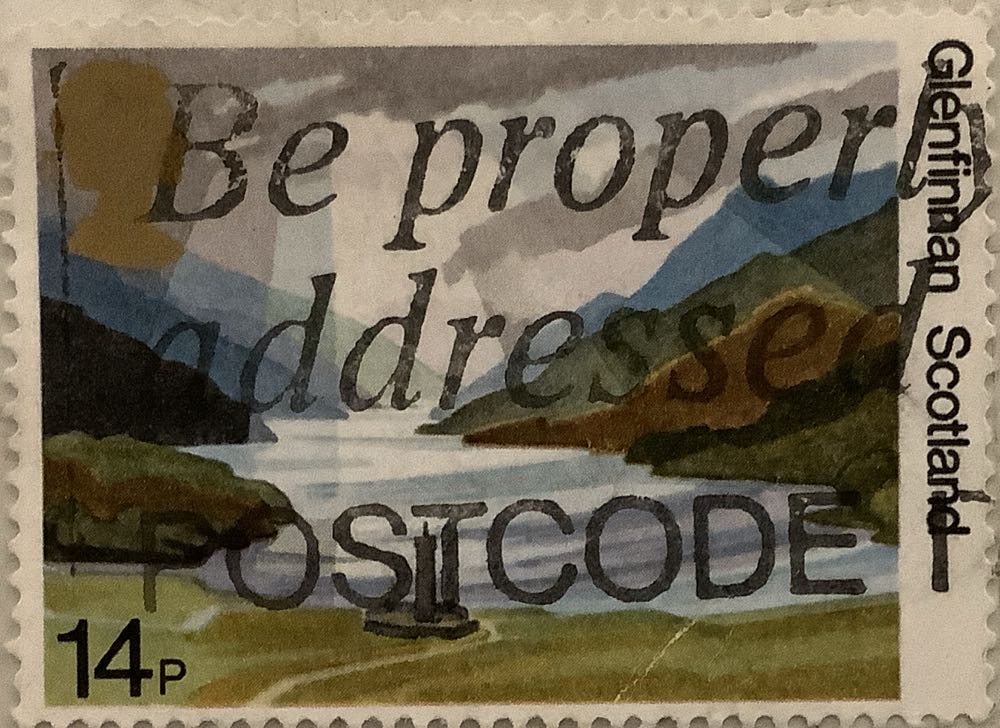 Be properly
addressed
POSTCODE
14P
Glenfinnan Scotland